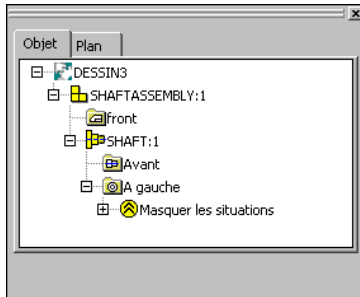 Objet Plan
DESSIN3
SHAFTASSEMBLY:1
front
SHAFT:1
Avant
A gauche
Masquer les situations